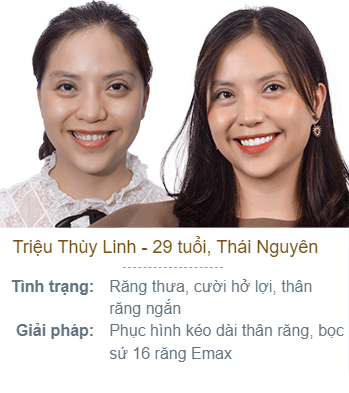 Triệu Thùy Linh - 29 tuổi, Thái Nguyên
Tình trạng: Răng thưa, cười hở lợi, thân
răng ngắn
Giải pháp: Phục hình kéo dài thân răng, bọc
sứ 16 răng Emax